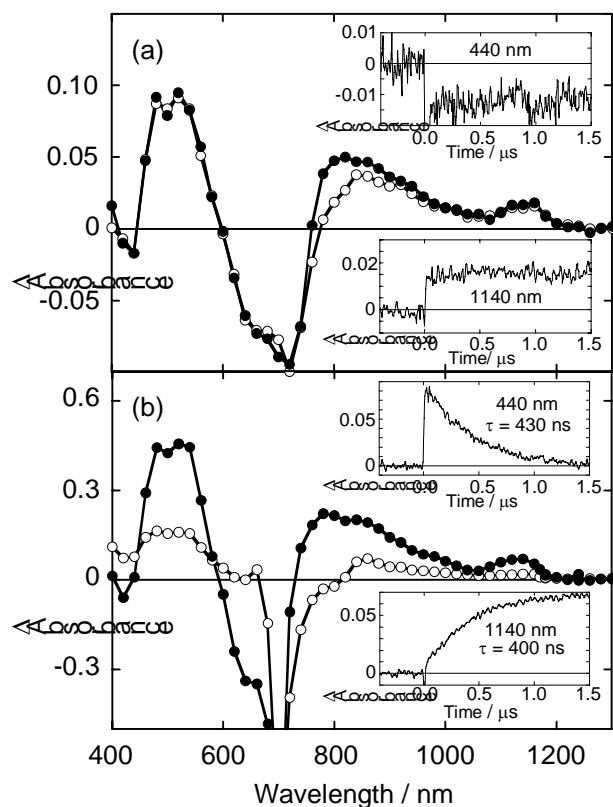 (a)
0.10
0.05
0
-0.05
0.01
0
-0.01
440 nm
0.0 0.5 1.0 1.5
Time / μs
0.02
0
1140 nm
0.0 0.5 1.0 1.5
Time/ μs
(b)
0.6
0.3
0
-0.3
0.05
0
440 nm
τ = 430 ns
0.0 0.5 1.0 1.5
Time / μs
0.05
0
1140 nm
τ = 400 ns
0.0 0.5 1.0 1.5
Time / μs
400 600 800 1000 1200
Wavelength / nm